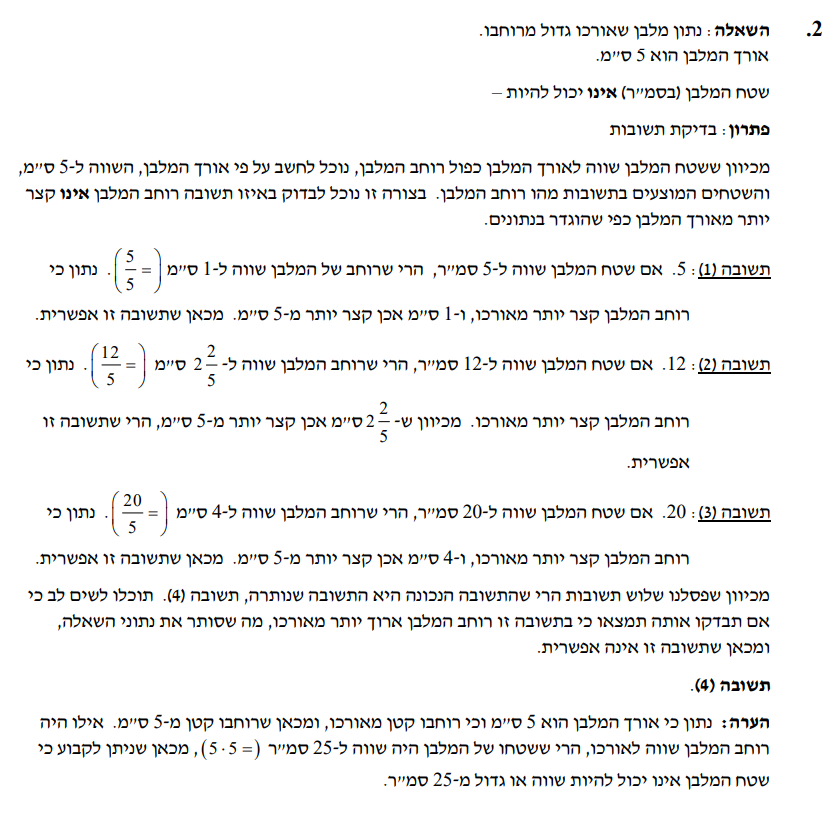 2. השאלה: נתון מלבן שאורכו גדול מרוחבו.
אורך המלבן הוא 5 ס״מ.
שטח המלבן (בסמ״ר) אינו יכול להיות –
פתרון: בדיקת תשובות
מכיוון ששטח המלבן שווה לאורך המלבן כפול רוחב המלבן, נוכל לחשב על פי אורך המלבן, השווה ל-5 ס״מ,
והשטחים המוצעים בתשובות מהו רוחב המלבן. בצורה זו נוכל לבדוק באיזו תשובה רוחב המלבן אינו קצר
יותר מאורך המלבן כפי שהוגדר בנתונים.
תשובה (1): 5. אם שטח המלבן שווה ל-5 סמ״ר, הרי שרוחב של המלבן שווה ל-1 ס״מ (= 5/5). נתון כי
רוחב המלבן קצר יותר מאורכו, ו-1 ס״מ אכן קצר יותר מ-5 ס״מ. מכאן שתשובה זו אפשרית.
תשובה (2): 12. אם שטח המלבן שווה ל-12 סמ״ר, הרי שרוחב המלבן שווה ל- 2 2/5 ס״מ (= 12/5). נתון כי
רוחב המלבן קצר יותר מאורכו. מכיוון ש- 2 2/5 ס״מ אכן קצר יותר מ-5 ס״מ, הרי שתשובה זו
אפשרית.
תשובה (3): 20. אם שטח המלבן שווה ל-20 סמ״ר, הרי שרוחב המלבן שווה ל-4 ס״מ (= 20/5). נתון כי
רוחב המלבן קצר יותר מאורכו, ו-4 ס״מ אכן קצר יותר מ-5 ס״מ. מכאן שתשובה זו אפשרית.
מכיוון שפסלנו שלוש תשובות הרי שהתשובה הנכונה היא התשובה שנותרה, תשובה (4). תוכלו לשים לב כי
אם תבדקו אותה תמצאו כי בתשובה זו רוחב המלבן ארוך יותר מאורכו, מה שסותר את נתוני השאלה,
ומכאן שתשובה זו אינה אפשרית.
תשובה (4).
הערה: נתון כי אורך המלבן הוא 5 ס״מ וכי רוחבו קטן מאורכו, ומכאן שרוחבו קטן מ-5 ס״מ. אילו היה
רוחב המלבן שווה לאורכו, הרי ששטחו של המלבן היה שווה ל-25 סמ״ר (= 5·5), מכאן שניתן לקבוע כי
שטח המלבן אינו יכול להיות שווה או גדול מ-25 סמ״ר.